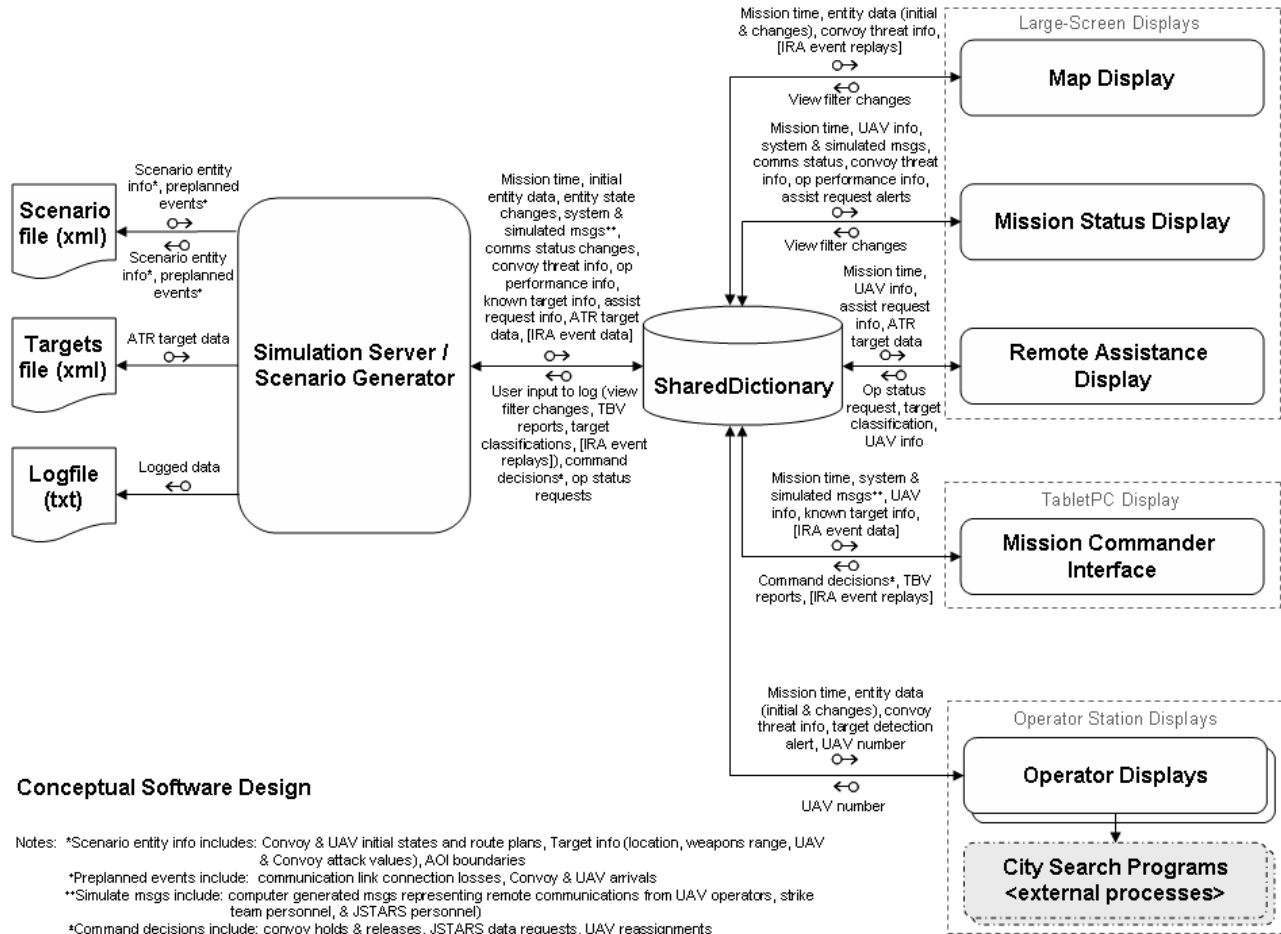 Mission time, entity data (initial
& changes), convoy threat info,
[IRA event replays]
View filter changes
Large-Screen Displays
Map Display
Mission time, UAV info,
system & simulated msgs,
comms status, convoy threat
info, op performance info,
assist request alerts
View filter changes
Mission Status Display
Mission time,
UAV info,
assist request
info, ATR
target data
Op status
request, target
classification,
UAV info
Remote Assistance
Display
Scenario
file (xml)
Scenario entity
info*, preplanned
events*
Scenario entity
info*, preplanned
events*
Targets
file (xml)
ATR target data
Logfile
(txt)
Logged data
Simulation Server /
Scenario Generator
Mission time, initial
entity data, entity state
changes, system &
simulated msgs**,
comms status changes,
convoy threat info, op
performance info,
known target info, assist
request info, ATR target
data, [IRA event data]
User input to log (view
filter changes, TBV
reports, target
classifications, [IRA event
replays]), command
decisions*, op status
requests
SharedDictionary
Mission time, system &
simulated msgs**, UAV
info, known target info,
[IRA event data]
Command decisions*, TBV
reports, [IRA event replays]
TabletPC Display
Mission Commander
Interface
Mission time, entity data
(initial & changes), convoy
threat info, target detection
alert, UAV number
UAV number
Operator Station Displays
Operator Displays
City Search Programs
<external processes>
Conceptual Software Design
Notes: *Scenario entity info includes: Convoy & UAV initial states and route plans, Target info (location, weapons range, UAV
& Convoy attack values), AOI boundaries
*Preplanned events include: communication link connection losses, Convoy & UAV arrivals
**Simulate msgs include: computer generated msgs representing remote communications from UAV operators, strike
team personnel, & JSTARS personnel)
*Command decisions include: convoy holds & releases, JSTARS data requests, UAV reassignments